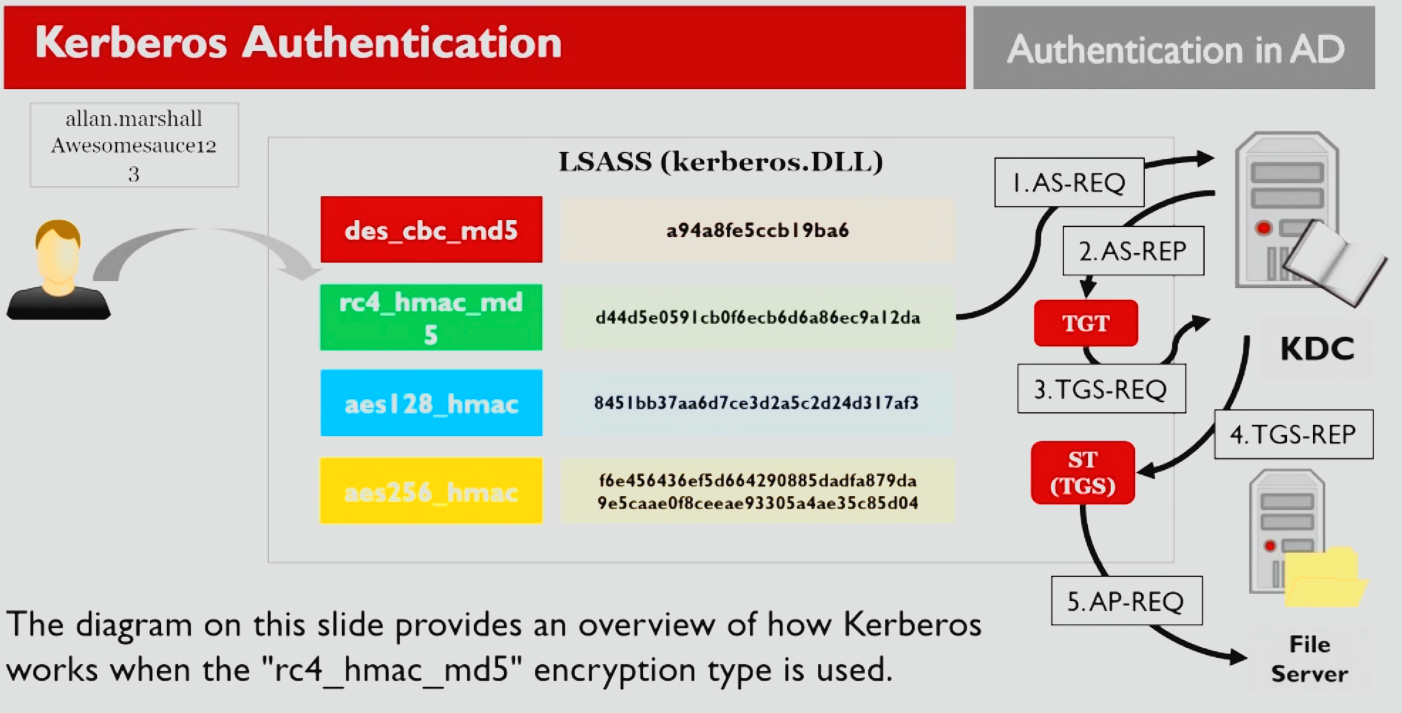 Kerberos Authentication
Authentication in AD
allan.marshall
Awesomesauce12
3
LSASS (kerberos.DLL)
des_cbc_md5
a94a8fe5ccb19ba6
rc4_hmac_md
5
d44d5e0591cb0f6ecb6d6a86ec9a12da
aes128_hmac
8451bb37aa6d7ce3d2a5c2d24d317af3
aes256_hmac
f6e456436ef5d664290885dadfa879da
9e5caae0f8ceeae93305a4ae35c85d04
1. AS-REQ
2. AS-REP
TGT
3. TGS-REQ
KDC
4. TGS-REP
ST
(TGS)
5. AP-REQ
File
Server
The diagram on this slide provides an overview of how Kerberos
works when the "rc4_hmac_md5" encryption type is used.